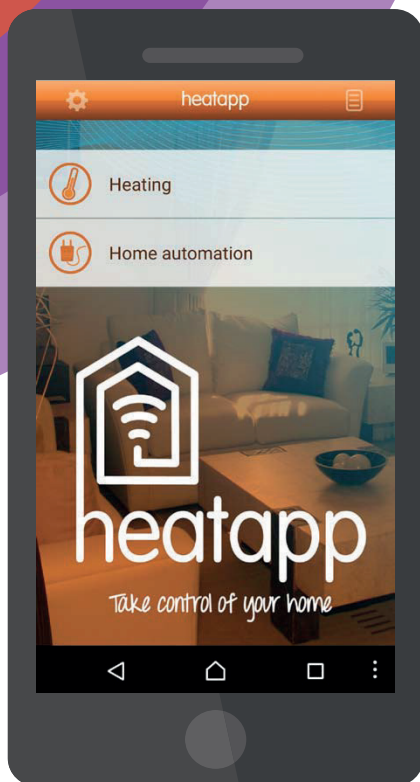 heatapp
Heating
Home automation
heatapp
Take control of your home